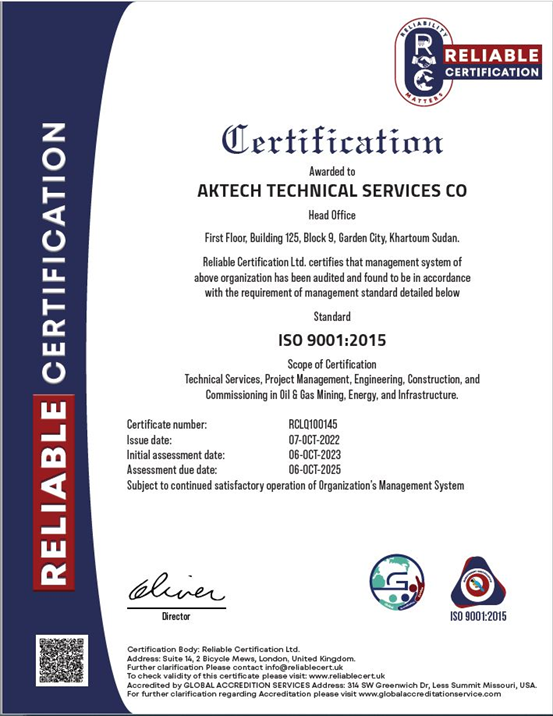 RELIABILITY
RC
MATTERS
RELIABLE
CERTIFICATION
RELIABLE CERTIFICATION
Certification
Awarded to
AKTECH TECHNICAL SERVICES CO
Head Office
First Floor, Building 125, Block 9, Garden City, Khartoum Sudan.
Reliable Certification Ltd. certifies that management system of
above organization has been audited and found to be in accordance
with the requirement of management standard detailed below
Standard
ISO 9001:2015
Scope of Certification
Technical Services, Project Management, Engineering, Construction, and
Commissioning in Oil & Gas Mining, Energy, and Infrastructure.
Certificate number: RCLQ100145
Issue date: 07-OCT-2022
Initial assessment date: 06-OCT-2023
Assessment due date: 06-OCT-2025
Subject to continued satisfactory operation of Organization's Management System
Oliver
Director
G
ISO 9001:2015
Certification Body: Reliable Certification Ltd.
Address: Suite 14, 2 Bicycle Mews, London, United Kingdom.
Further clarification Please contact info@reliablecert.uk
To check validity of this certificate please visit: www.reliablecert.uk
Accredited by GLOBAL ACCREDITATION SERVICES Address: 314 SW Greenwich Dr, Less Summit Missouri, USA.
For further clarification regarding Accreditation please visit www.globalaccreditationservice.com